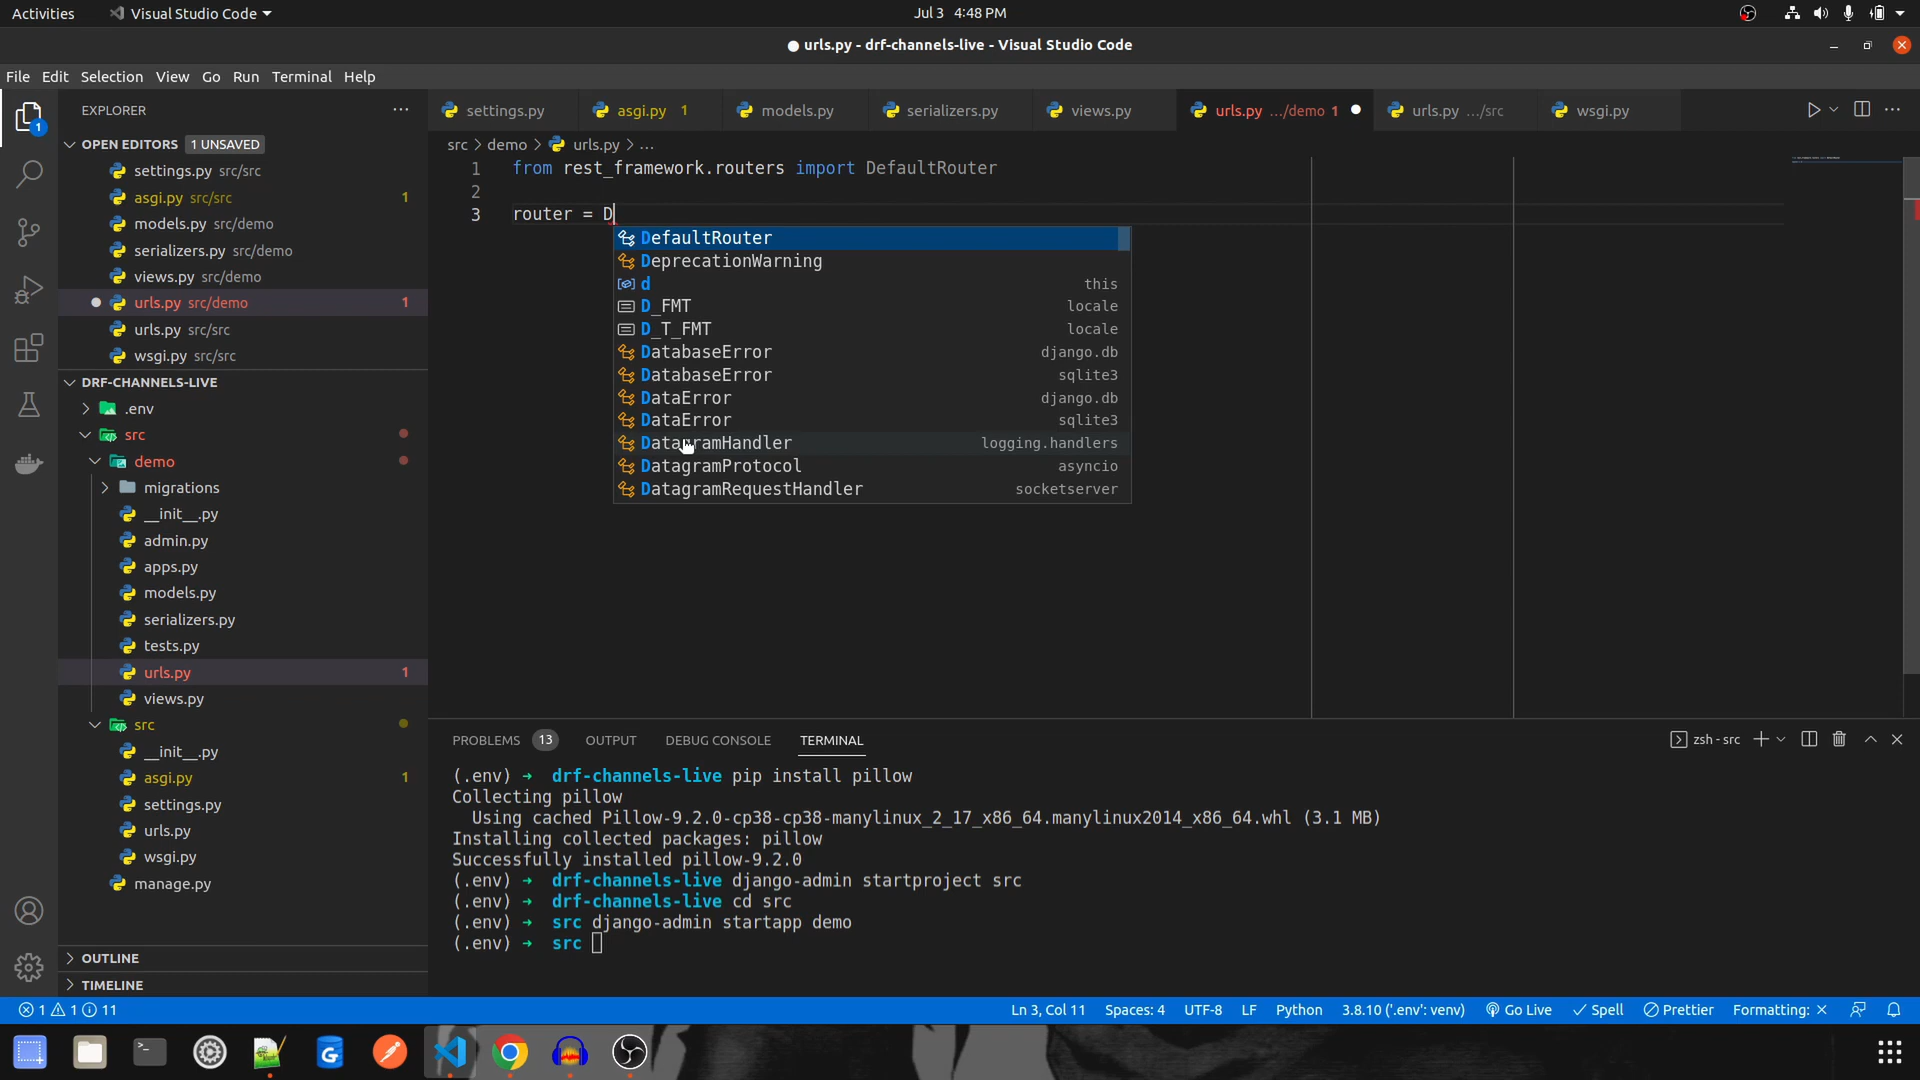 Activities
Visual Studio Code
Jul 3 4:48 PM
urls.py - drf-channels-live - Visual Studio Code
File Edit Selection View Go Run Terminal Help
EXPLORER
settings.py
asgi.py 1
models.py
serializers.py
views.py
urls.py .../demo 1
urls.py .../src
wsgi.py
OPEN EDITORS 1 UNSAVED
settings.py src/src
asgi.py src/src 1
models.py src/demo
serializers.py src/demo
views.py src/demo
urls.py src/demo 1
urls.py src/src
wsgi.py src/src
DRF-CHANNELS-LIVE
.env
src
demo
migrations
__init__.py
admin.py
apps.py
models.py
serializers.py
tests.py
urls.py 1
views.py
src
__init__.py
asgi.py 1
settings.py
urls.py
wsgi.py
manage.py
OUTLINE
TIMELINE
src > demo > urls.py > ...
1 from rest_framework.routers import DefaultRouter
2
3 router = D
DefaultRouter
DeprecationWarning
d this
D_FMT locale
D_T_FMT locale
DatabaseError django.db
DatabaseError sqlite3
DataError django.db
DataError sqlite3
DatagramHandler logging.handlers
DatagramProtocol asyncio
DatagramRequestHandler socketserver
PROBLEMS 13 OUTPUT DEBUG CONSOLE TERMINAL
zsh - src
(.env) → drf-channels-live pip install pillow
Collecting pillow
Using cached Pillow-9.2.0-cp38-cp38-manylinux_2_17_x86_64.manylinux2014_x86_64.whl (3.1 MB)
Installing collected packages: pillow
Successfully installed pillow-9.2.0
(.env) → drf-channels-live django-admin startproject src
(.env) → drf-channels-live cd src
(.env) → src django-admin startapp demo
(.env) → src
1 1 11
Ln 3, Col 11 Spaces: 4 UTF-8 LF Python 3.8.10 ('.env': venv) Go Live Spell Prettier Formatting: ×